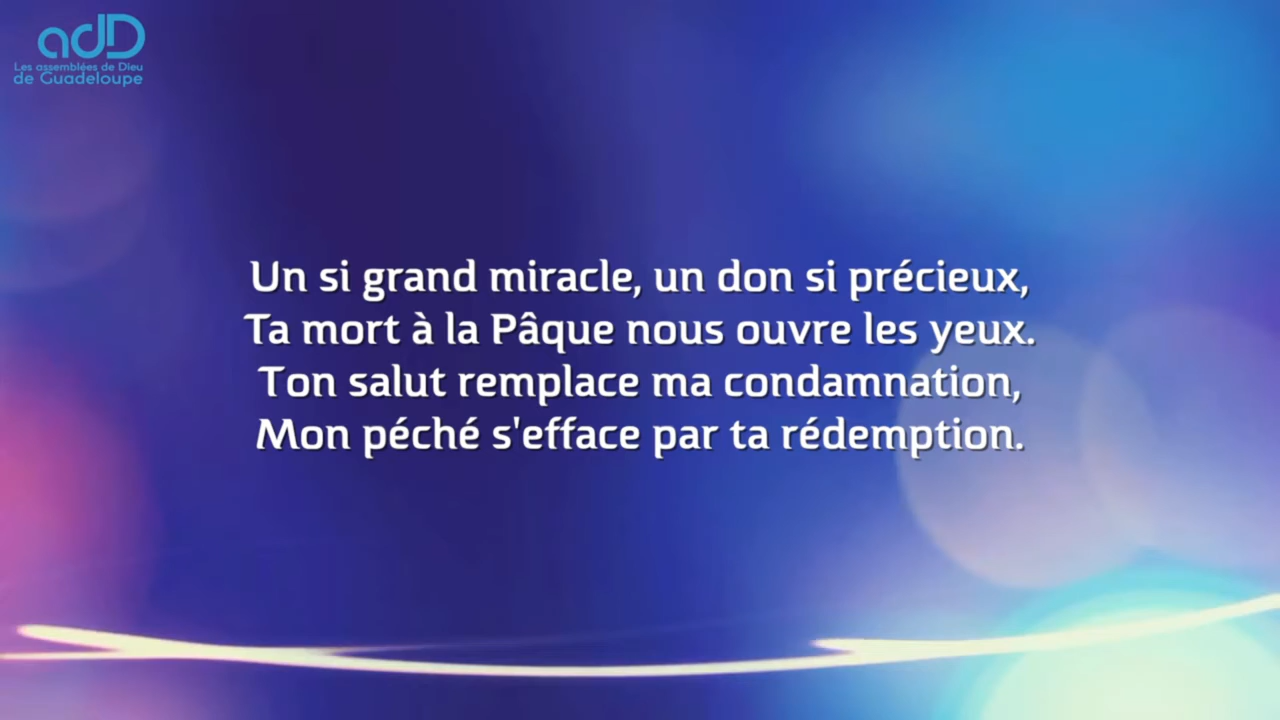 adD
Les assemblées de Dieu
de Guadeloupe
Un si grand miracle, un don si précieux,
Ta mort à la Pâque nous ouvre les yeux.
Ton salut remplace ma condamnation,
Mon péché s'efface par ta rédemption.